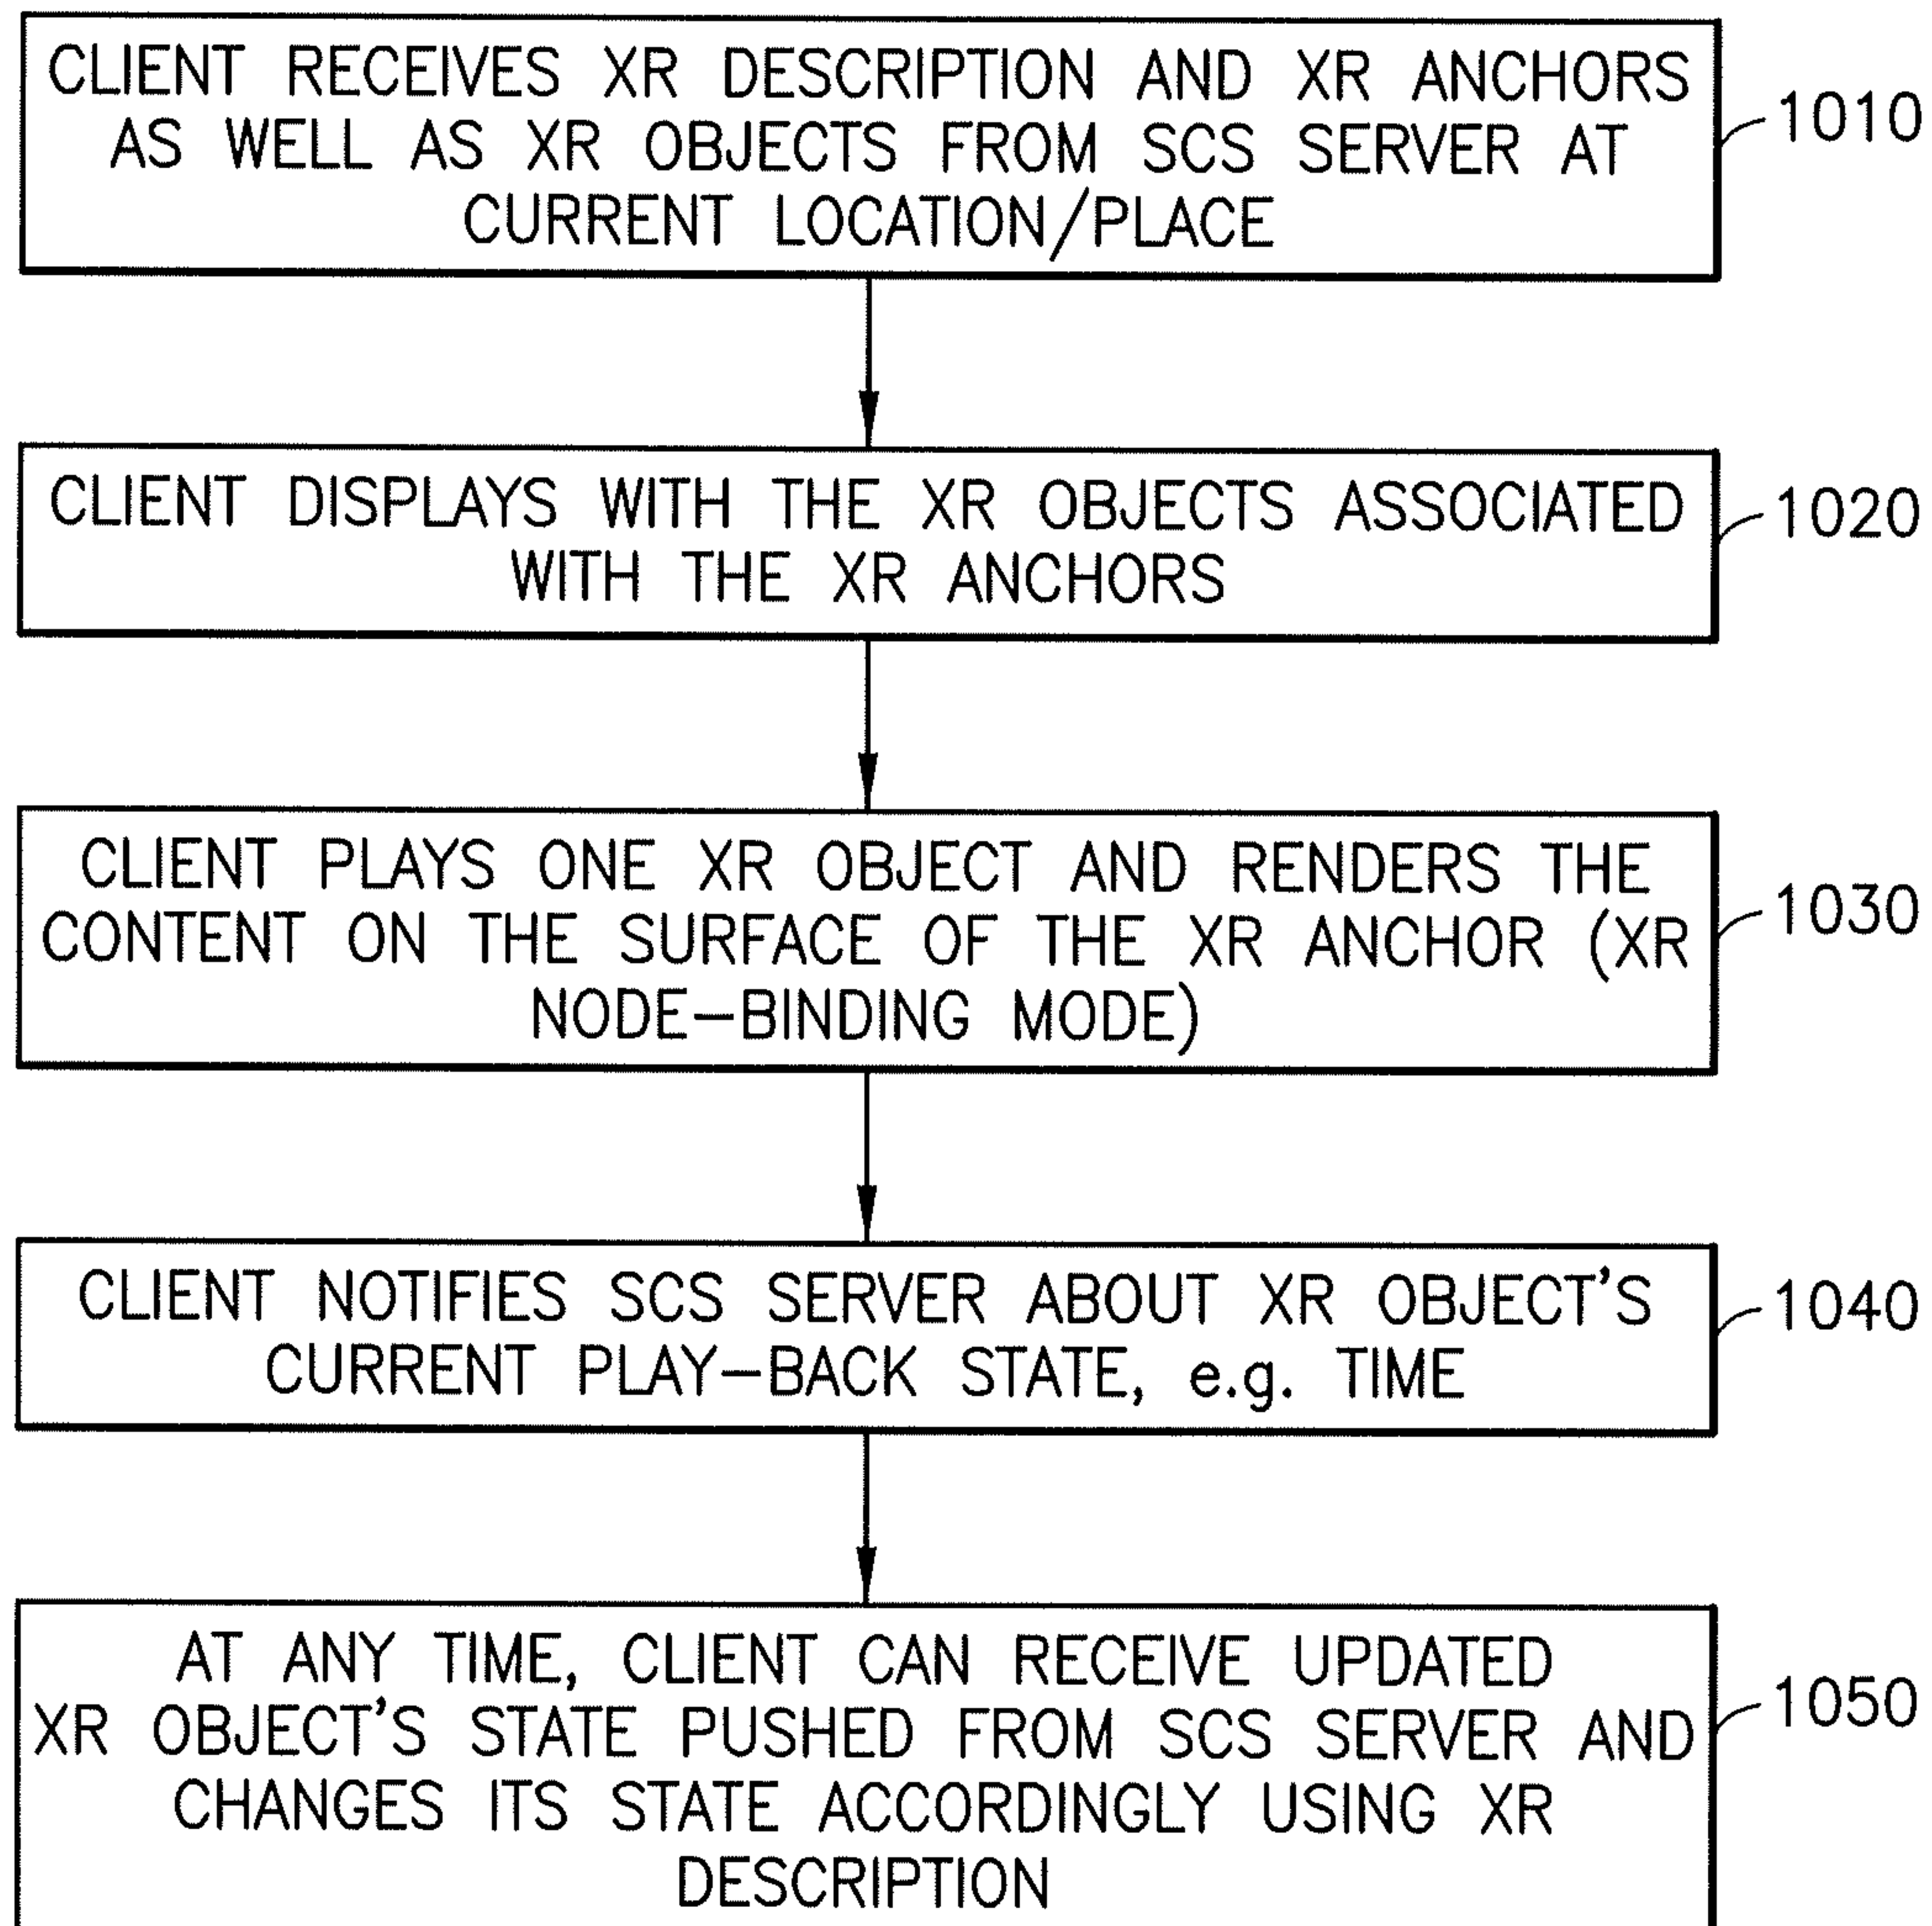 CLIENT RECEIVES XR DESCRIPTION AND XR ANCHORS
AS WELL AS XR OBJECTS FROM SCS SERVER AT
CURRENT LOCATION/PLACE
1010
CLIENT DISPLAYS WITH THE XR OBJECTS ASSOCIATED
WITH THE XR ANCHORS
1020
CLIENT PLAYS ONE XR OBJECT AND RENDERS THE
CONTENT ON THE SURFACE OF THE XR ANCHOR (XR
NODE–BINDING MODE)
1030
CLIENT NOTIFIES SCS SERVER ABOUT XR OBJECT'S
CURRENT PLAY–BACK STATE, e.g. TIME
1040
AT ANY TIME, CLIENT CAN RECEIVE UPDATED
XR OBJECT'S STATE PUSHED FROM SCS SERVER AND
CHANGES ITS STATE ACCORDINGLY USING XR
DESCRIPTION
1050